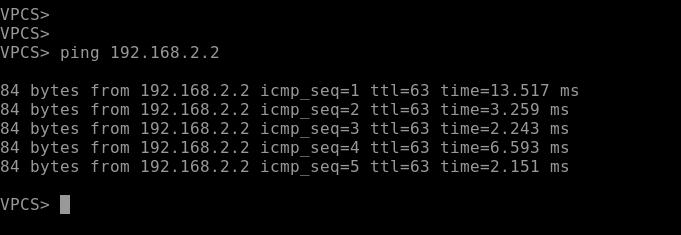 VPCS>
VPCS>
VPCS> ping 192.168.2.2
84 bytes from 192.168.2.2 icmp_seq=1 ttl=63 time=13.517 ms
84 bytes from 192.168.2.2 icmp_seq=2 ttl=63 time=3.259 ms
84 bytes from 192.168.2.2 icmp_seq=3 ttl=63 time=2.243 ms
84 bytes from 192.168.2.2 icmp_seq=4 ttl=63 time=6.593 ms
84 bytes from 192.168.2.2 icmp_seq=5 ttl=63 time=2.151 ms
VPCS>